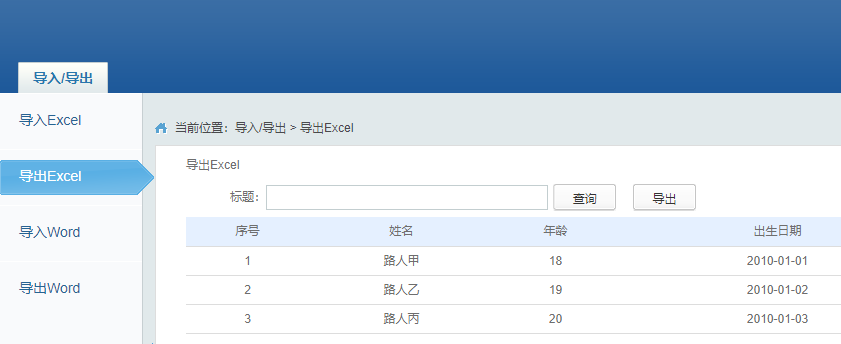 导入/导出
导入Excel
导出Excel
导入Word
导出Word
当前位置：导入/导出 > 导出Excel
导出Excel
标题： 查询 导出
序号 姓名 年龄 出生日期
1 路人甲 18 2010-01-01
2 路人乙 19 2010-01-02
3 路人丙 20 2010-01-03